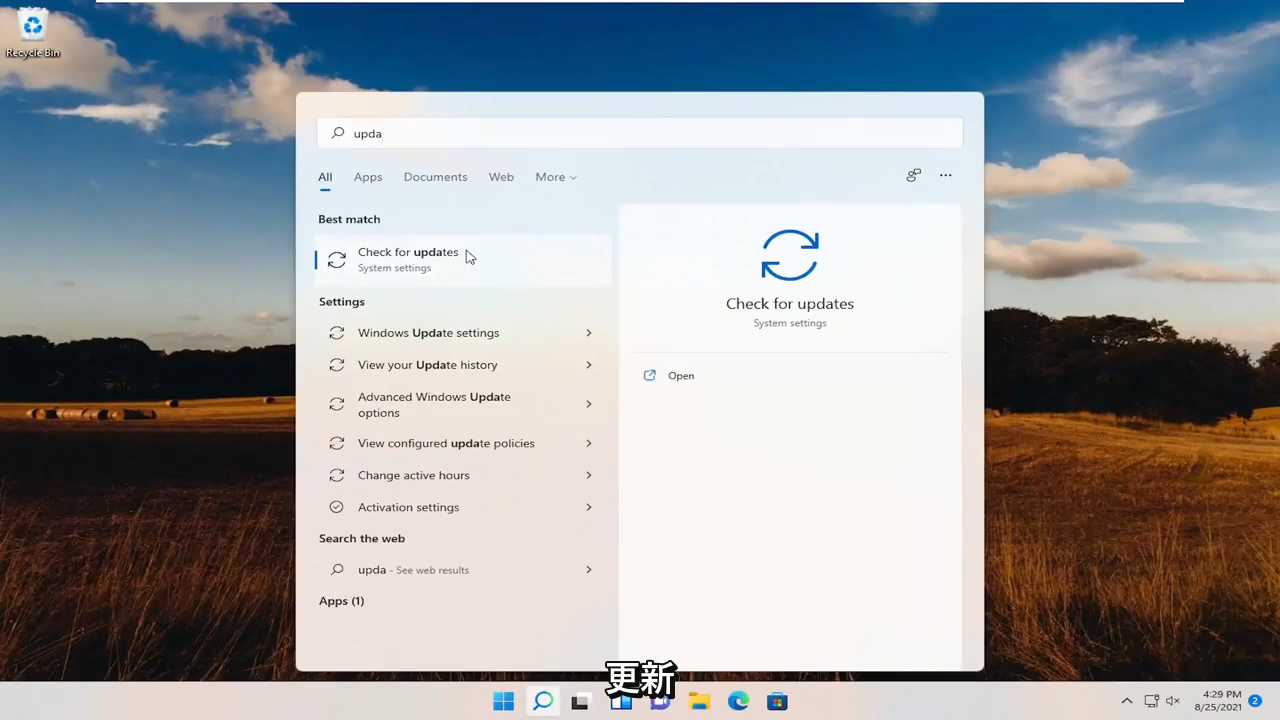 Recycle Bin
upda
All Apps Documents Web More
Best match
Check for updates
System settings
Settings
Windows Update settings
View your Update history
Advanced Windows Update
options
View configured update policies
Change active hours
Activation settings
Search the web
upda - See web results
Apps (1)
Check for updates
System settings
Open
更新
4:29 PM
8/25/2021
2